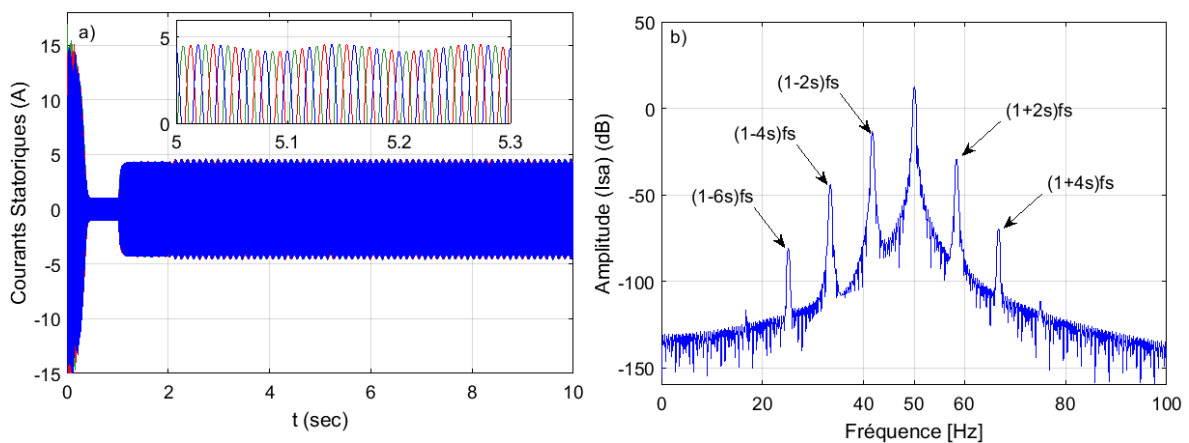 a)
15
10
5
0
-5
-10
-15
Courants Statoriques (A)
0 2 4 6 8 10
t (sec)
5
0
5 5.1 5.2 5.3
b)
50
0
-50
-100
-150
Amplitude (Isa) (dB)
(1-2s)fs
(1+2s)fs
(1-4s)fs
(1-6s)fs
(1+4s)fs
0 20 40 50 60 80 100
Fréquence [Hz]